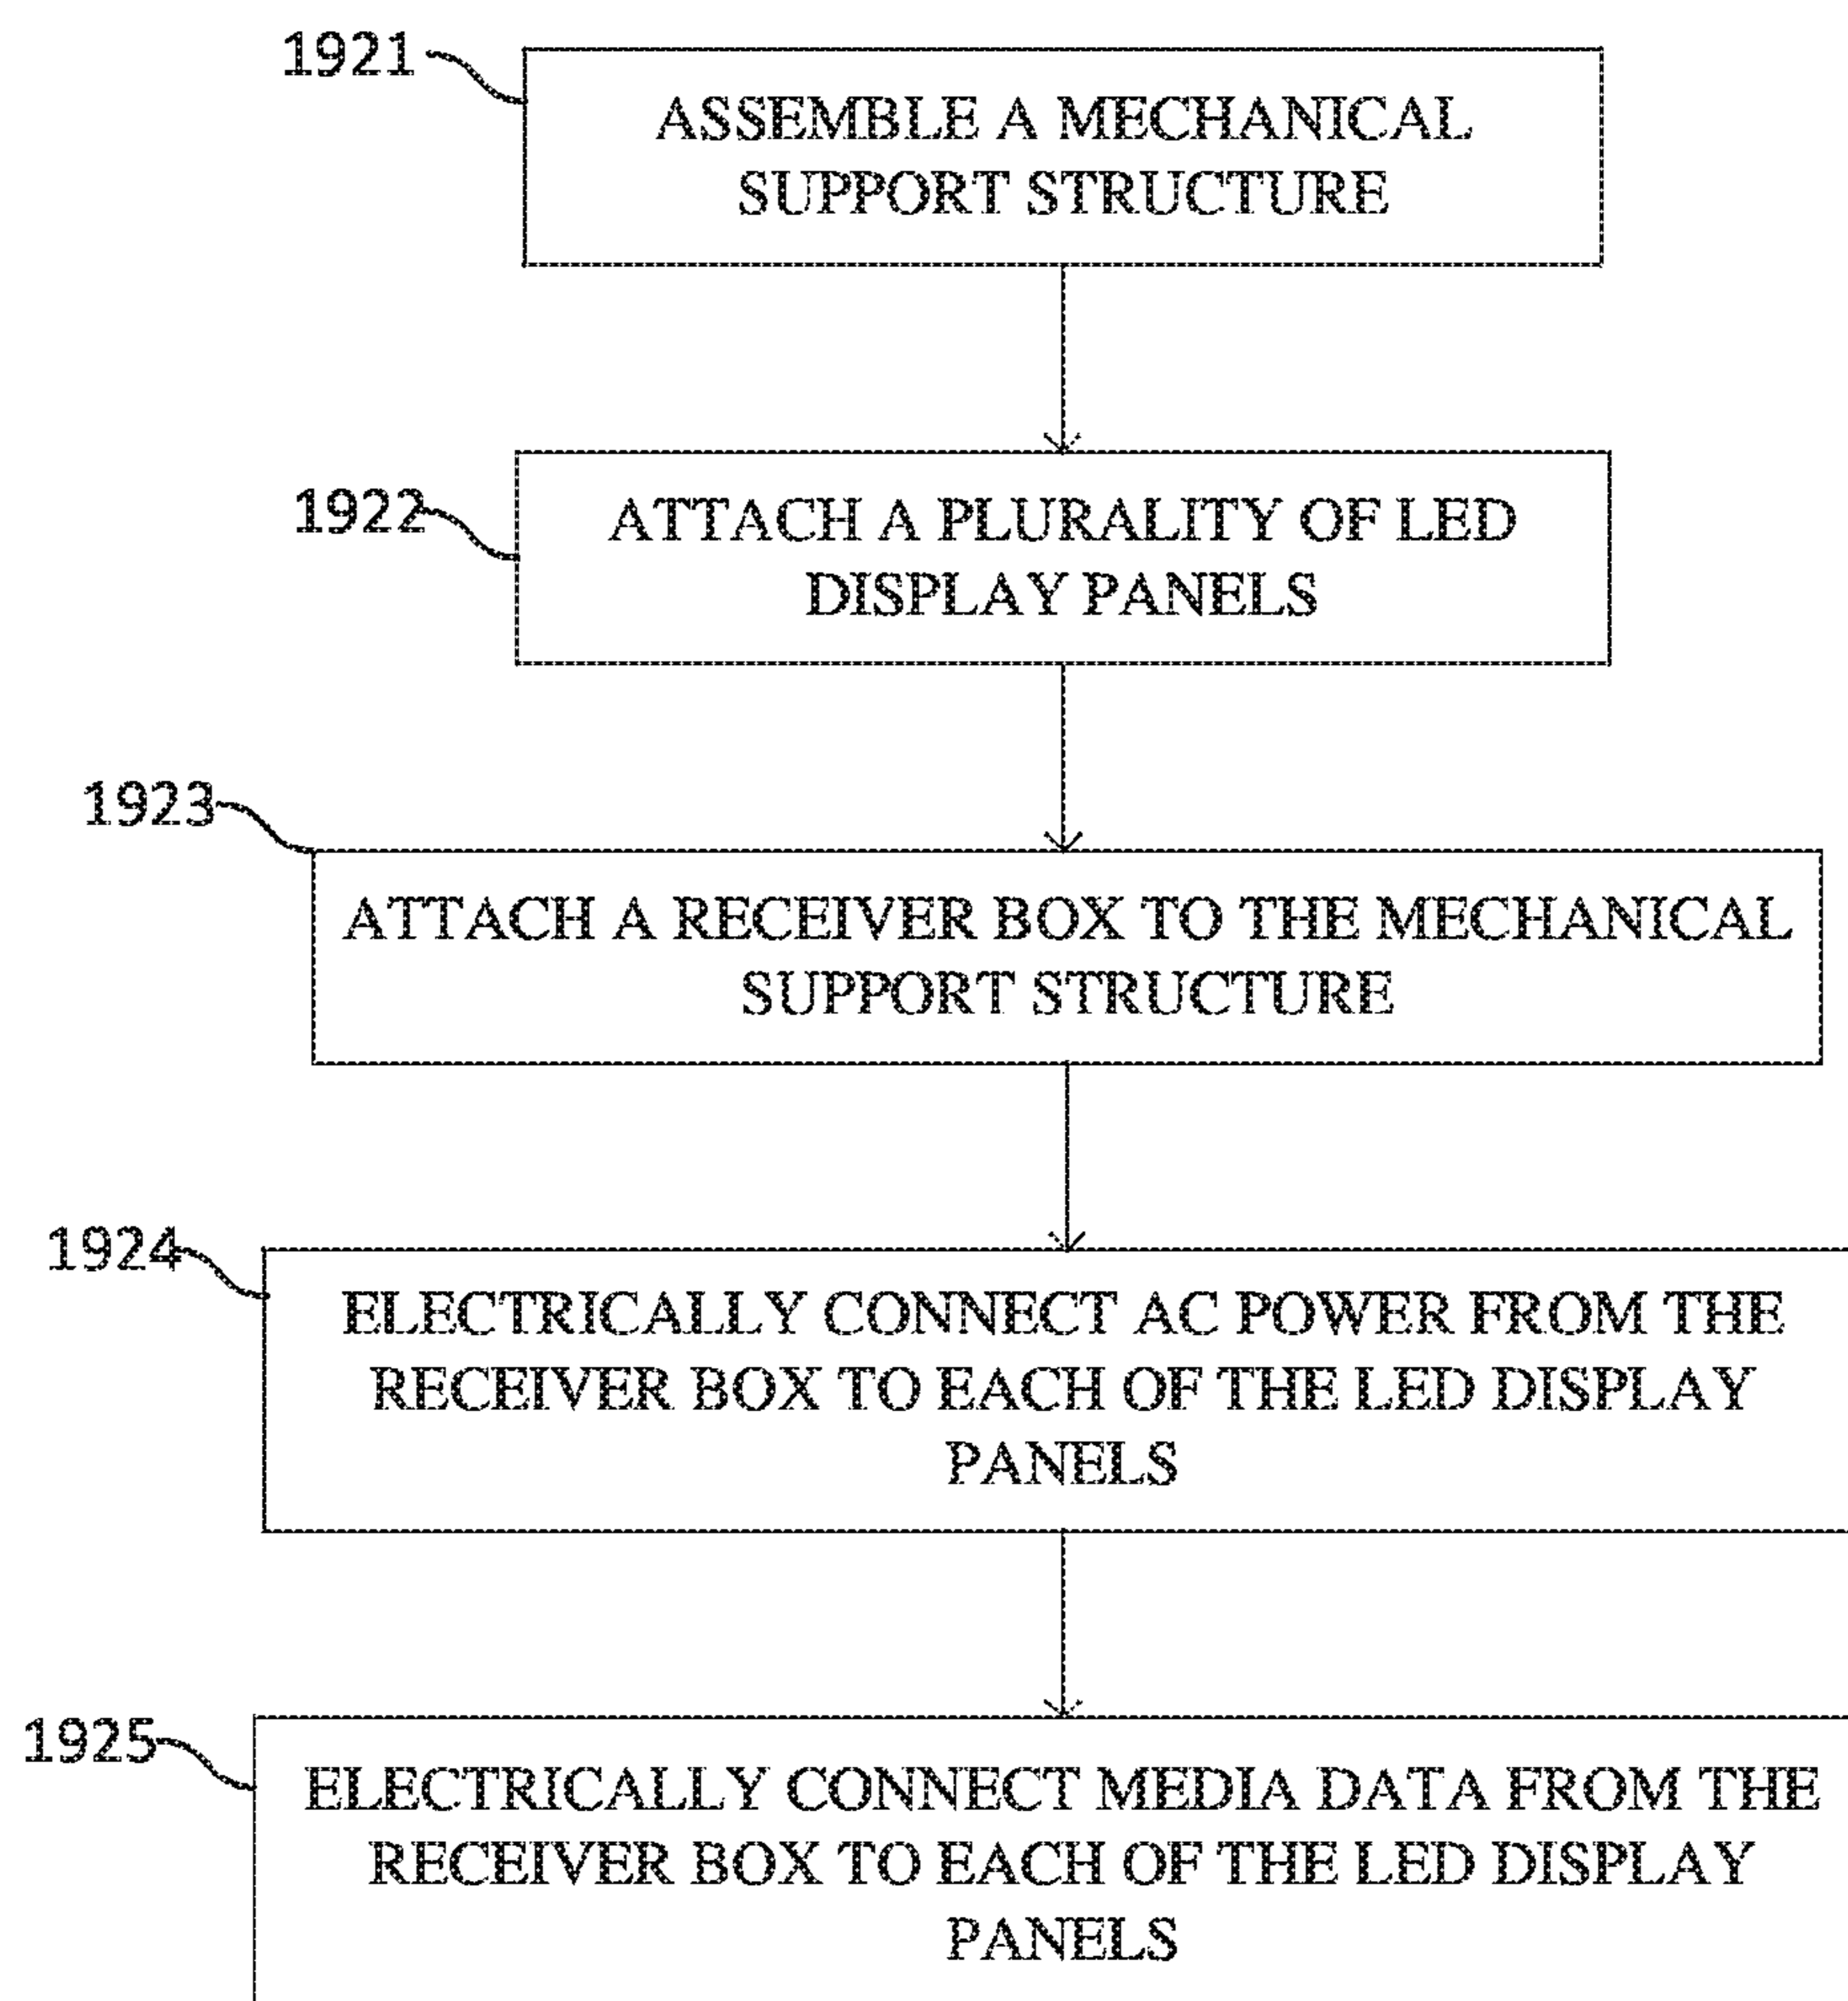 1921
ASSEMBLE A MECHANICAL
SUPPORT STRUCTURE
1922
ATTACH A PLURALITY OF LED
DISPLAY PANELS
1923
ATTACH A RECEIVER BOX TO THE MECHANICAL
SUPPORT STRUCTURE
1924
ELECTRICALLY CONNECT AC POWER FROM THE
RECEIVER BOX TO EACH OF THE LED DISPLAY
PANELS
1925
ELECTRICALLY CONNECT MEDIA DATA FROM THE
RECEIVER BOX TO EACH OF THE LED DISPLAY
PANELS